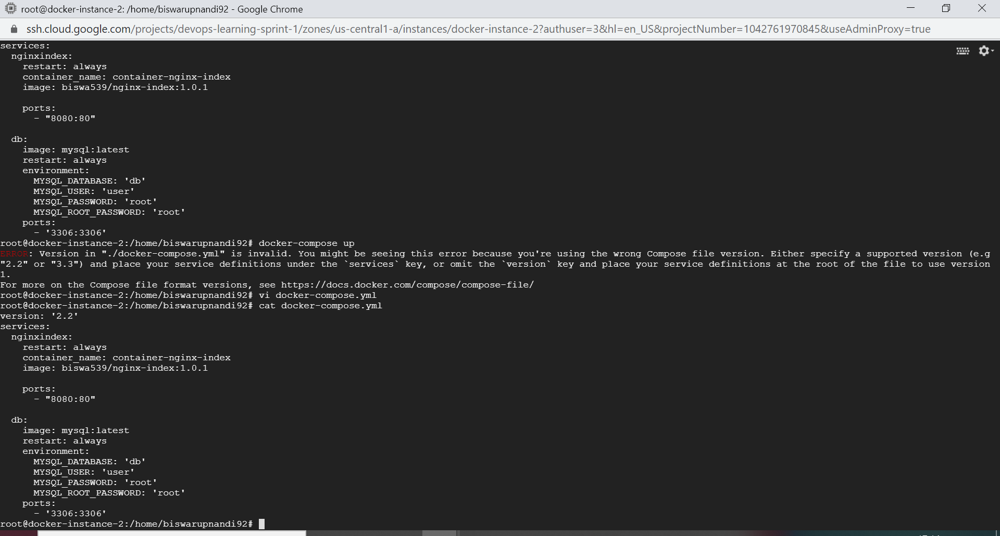 root@docker-instance-2: /home/biswarupnandi92 - Google Chrome
ssh.cloud.google.com/projects/devops-learning-sprint-1/zones/us-central1-a/instances/docker-instance-2?authuser=3&hl=en_US&projectNumber=1042761970845&useAdminProxy=true
services:
  nginxindex:
    restart: always
    container_name: container-nginx-index
    image: biswa539/nginx-index:1.0.1
    ports:
      - "8080:80"
  db:
    image: mysql:latest
    restart: always
    environment:
      MYSQL_DATABASE: 'db'
      MYSQL_USER: 'user'
      MYSQL_PASSWORD: 'root'
      MYSQL_ROOT_PASSWORD: 'root'
    ports:
      - '3306:3306'
root@docker-instance-2:/home/biswarupnandi92# docker-compose up
ERROR: Version in "./docker-compose.yml" is invalid. You might be seeing this error because you're using the wrong Compose file version. Either specify a supported version (e.g
"2.2" or "3.3") and place your service definitions under the `services` key, or omit the `version` key and place your service definitions at the root of the file to use version
1.
For more on the Compose file format versions, see https://docs.docker.com/compose/compose-file/
root@docker-instance-2:/home/biswarupnandi92# vi docker-compose.yml
root@docker-instance-2:/home/biswarupnandi92# cat docker-compose.yml
version: '2.2'
services:
  nginxindex:
    restart: always
    container_name: container-nginx-index
    image: biswa539/nginx-index:1.0.1
    ports:
      - "8080:80"
  db:
    image: mysql:latest
    restart: always
    environment:
      MYSQL_DATABASE: 'db'
      MYSQL_USER: 'user'
      MYSQL_PASSWORD: 'root'
      MYSQL_ROOT_PASSWORD: 'root'
    ports:
      - '3306:3306'
root@docker-instance-2:/home/biswarupnandi92#